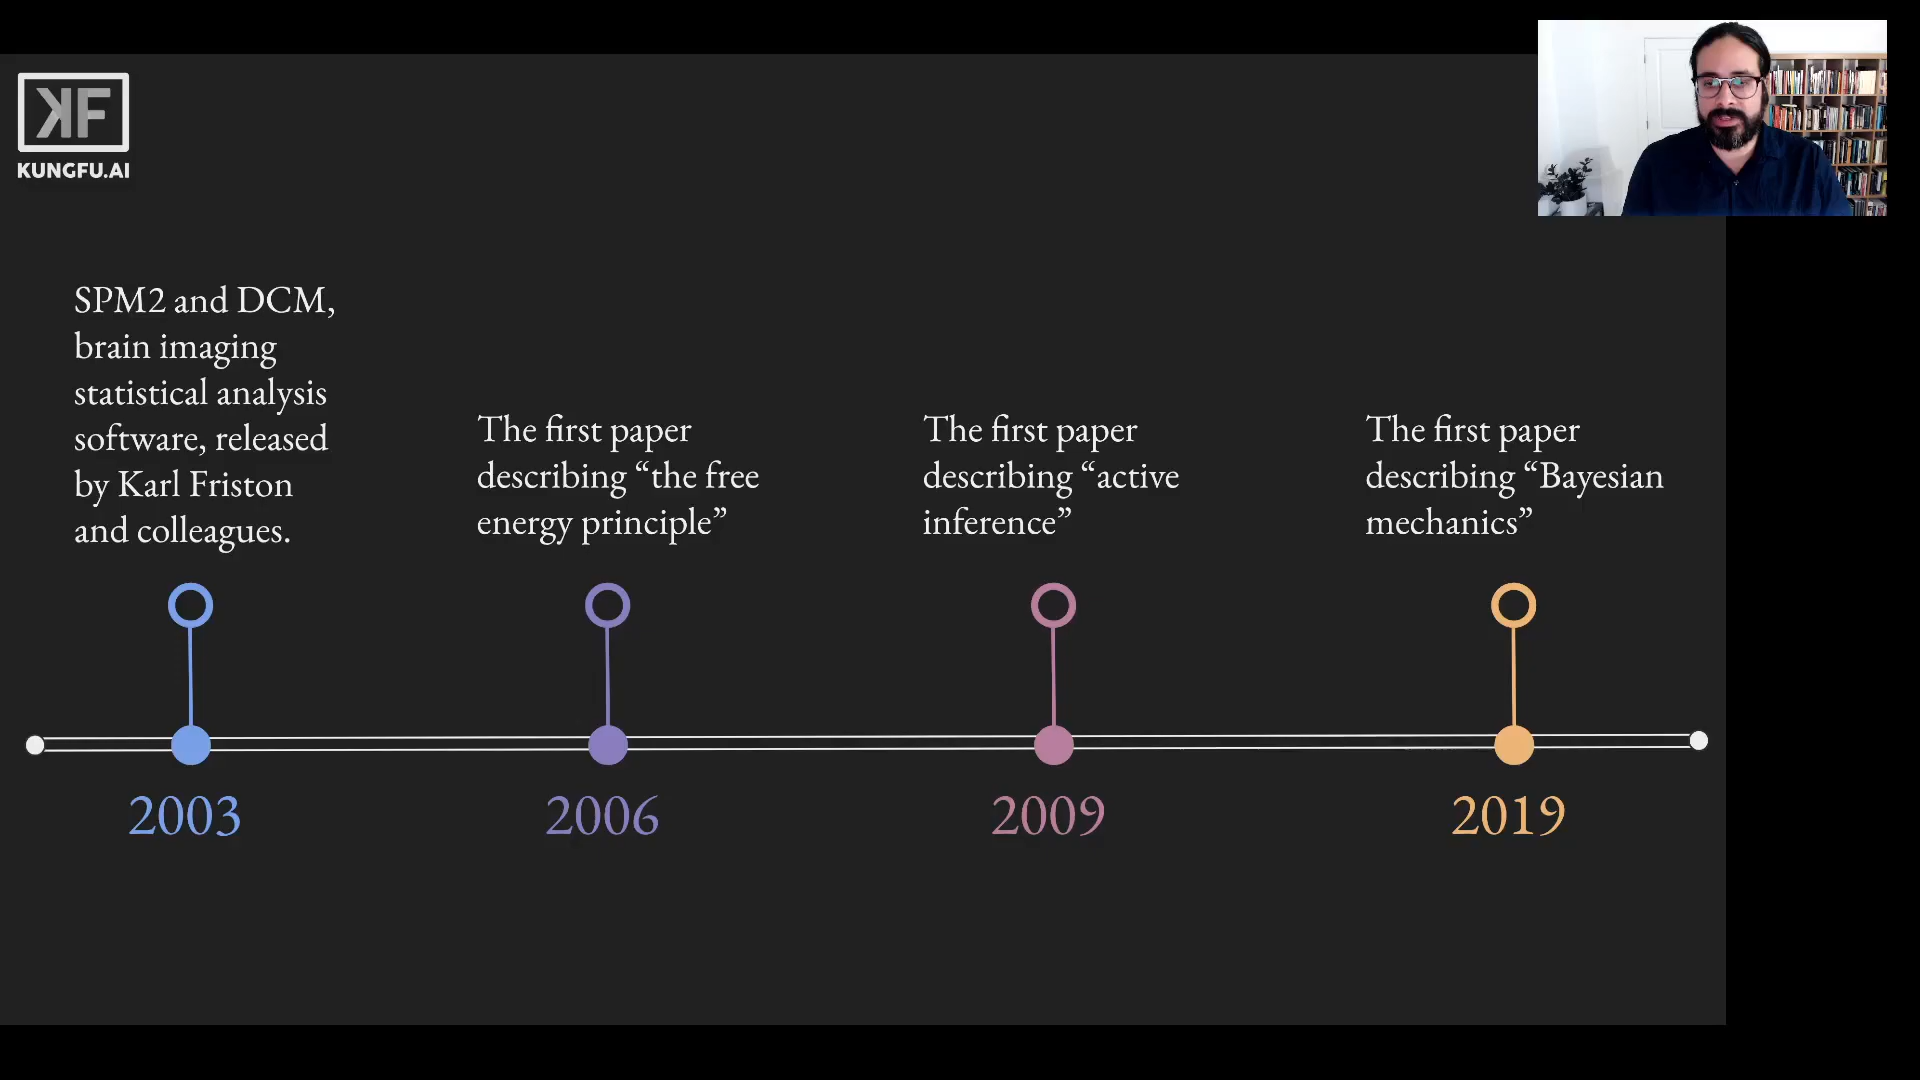 KF
KUNGFU.AI
SPM2 and DCM,
brain imaging
statistical analysis
software, released
by Karl Friston
and colleagues.
The first paper
describing “the free
energy principle”
The first paper
describing “active
inference”
The first paper
describing “Bayesian
mechanics”
2003
2006
2009
2019